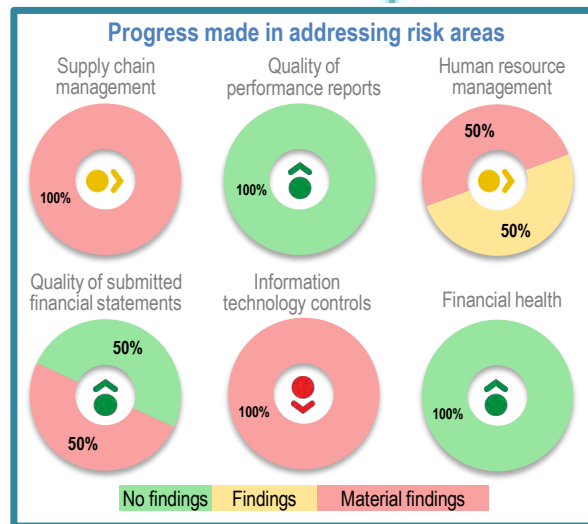 Progress made in addressing risk areas
Supply chain
management
Quality of
performance reports
Human resource
management
100%
100%
50%
50%
Quality of submitted
financial statements
Information
technology controls
Financial health
50%
50%
100%
100%
No findings
Findings
Material findings